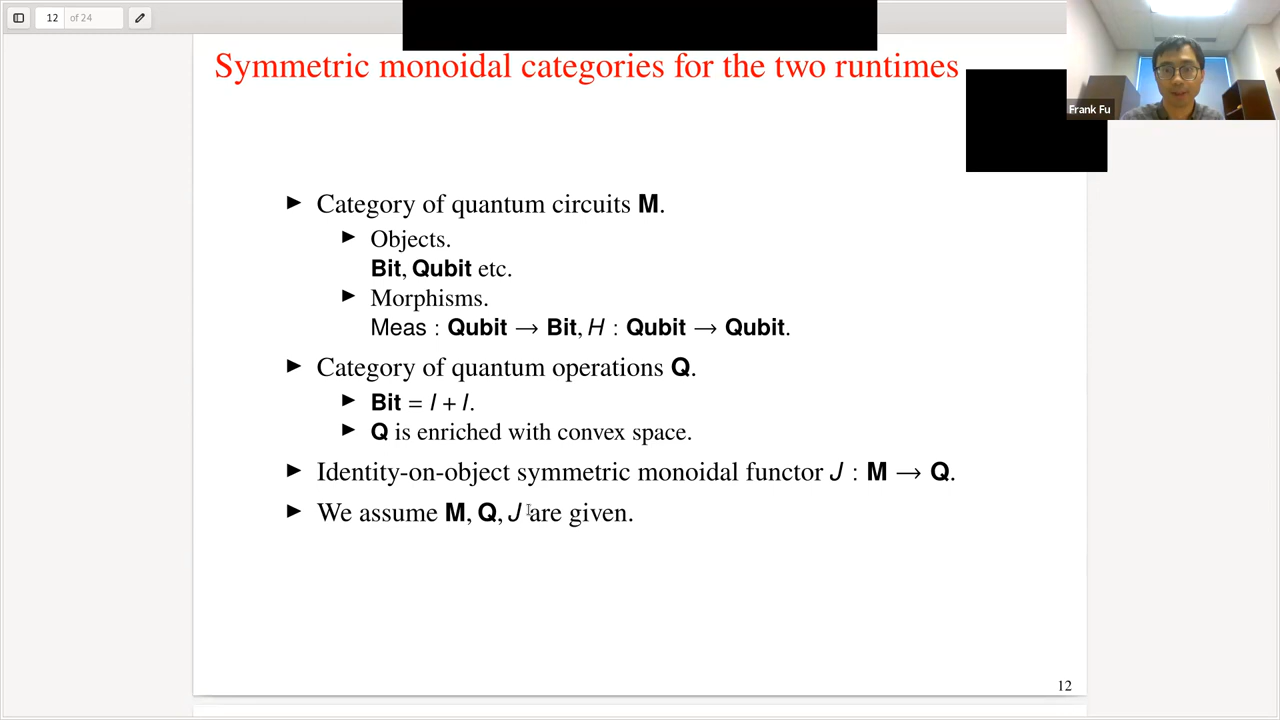 12 of 24
Symmetric monoidal categories for the two runtimes
Frank Fu
► Category of quantum circuits M.
► Objects.
Bit, Qubit etc.
► Morphisms.
Meas : Qubit → Bit, H : Qubit → Qubit.
► Category of quantum operations Q.
► Bit = I + I.
► Q is enriched with convex space.
► Identity-on-object symmetric monoidal functor J : M → Q.
► We assume M, Q, J are given.
12